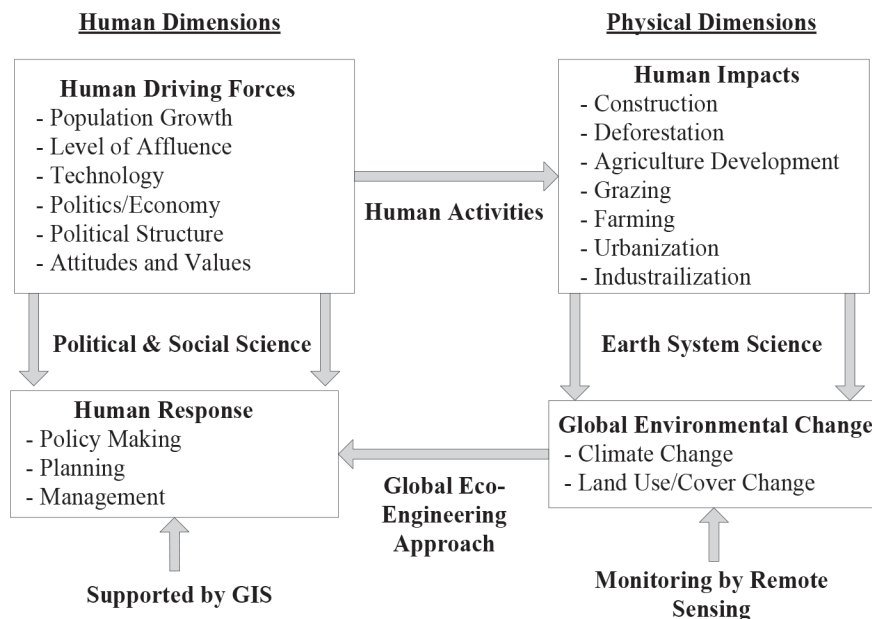 Human Dimensions
Physical Dimensions
Human Driving Forces
- Population Growth
- Level of Affluence
- Technology
- Politics/Economy
- Political Structure
- Attitudes and Values
Human Activities
Human Impacts
- Construction
- Deforestation
- Agriculture Development
- Grazing
- Farming
- Urbanization
- Industrailization
Political & Social Science
Earth System Science
Human Response
- Policy Making
- Planning
- Management
Global Eco-
Engineering
Approach
Global Environmental Change
- Climate Change
- Land Use/Cover Change
Supported by GIS
Monitoring by Remote
Sensing